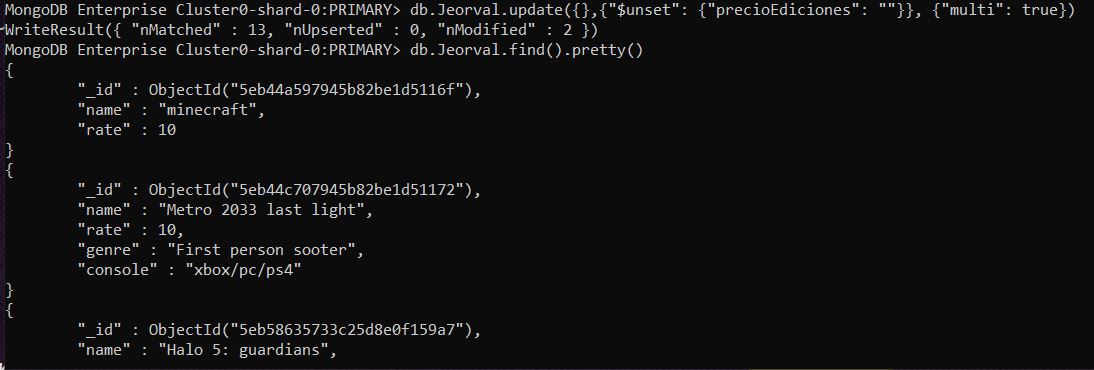 MongoDB Enterprise Cluster0-shard-0:PRIMARY> db.Jeorval.update({},{"$unset": {"precioEdiciones": ""}}, {"multi": true})
WriteResult({ "nMatched" : 13, "nUpserted" : 0, "nModified" : 2 })
MongoDB Enterprise Cluster0-shard-0:PRIMARY> db.Jeorval.find().pretty()
{
        "_id" : ObjectId("5eb44a597945b82be1d5116f"),
        "name" : "minecraft",
        "rate" : 10
}
{
        "_id" : ObjectId("5eb44c707945b82be1d51172"),
        "name" : "Metro 2033 last light",
        "rate" : 10,
        "genre" : "First person sooter",
        "console" : "xbox/pc/ps4"
}
{
        "_id" : ObjectId("5eb58635733c25d8e0f159a7"),
        "name" : "Halo 5: guardians",